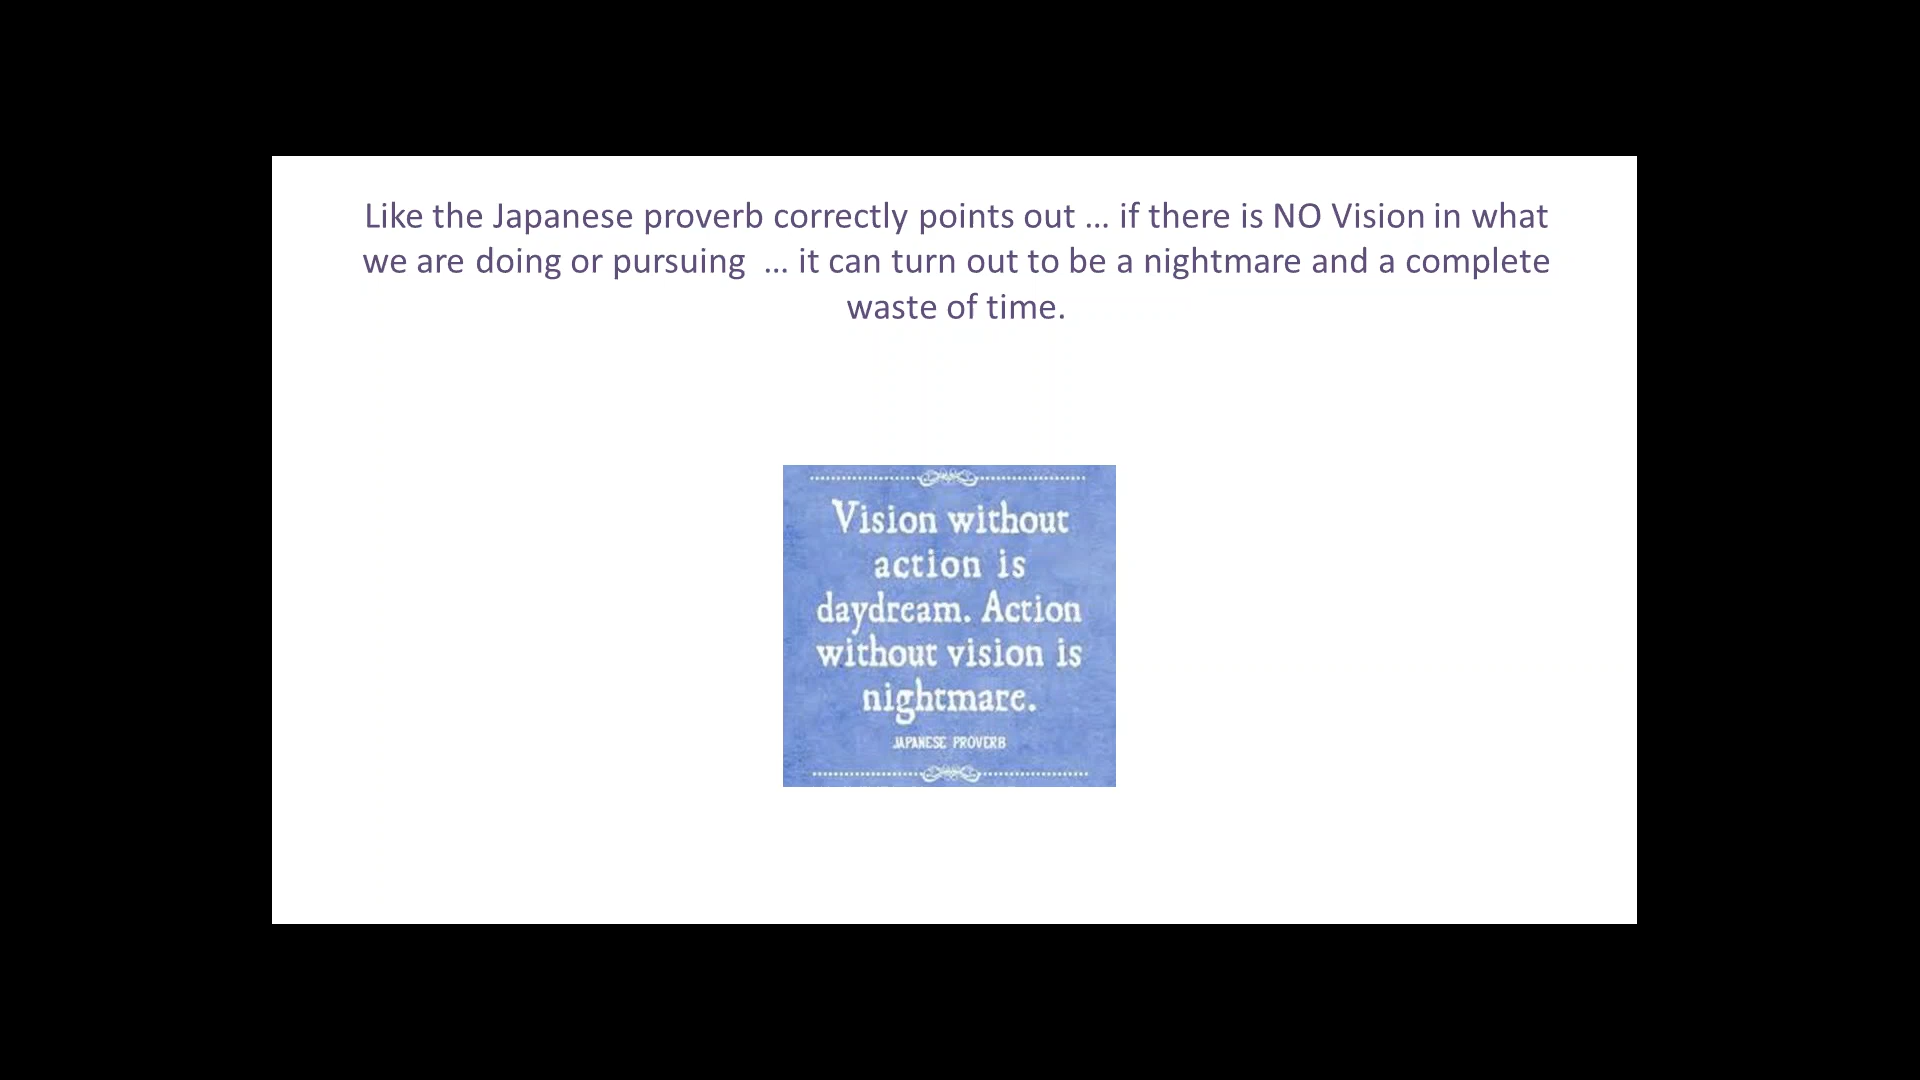 Like the Japanese proverb correctly points out ... if there is NO Vision in what
we are doing or pursuing  ... it can turn out to be a nightmare and a complete
waste of time.
Vision without
action is
daydream. Action
without vision is
nightmare.
JAPANESE PROVERB